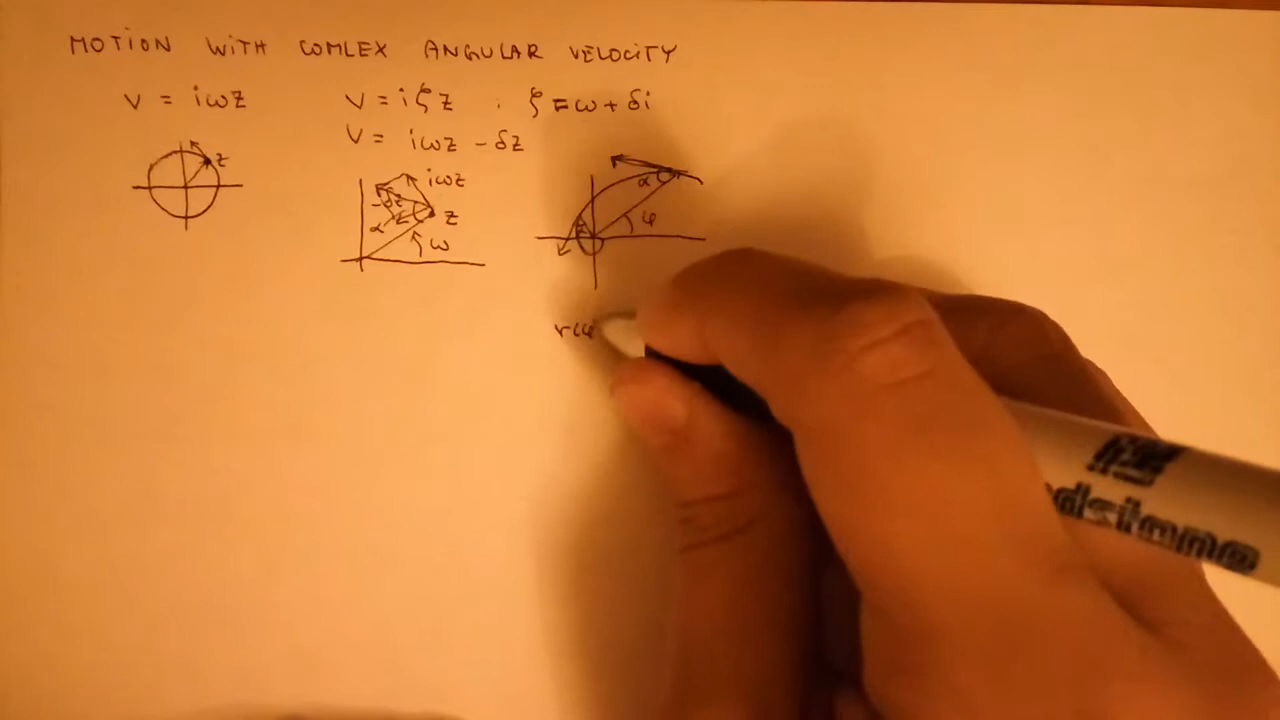 MOTION WITH COMLEX ANGULAR VELOCITY
v = iωz
v = iζz , ζ = ω + δi
v = iωz - δz
z
iωz
-δz
z
α
ω
α
φ
r(φ